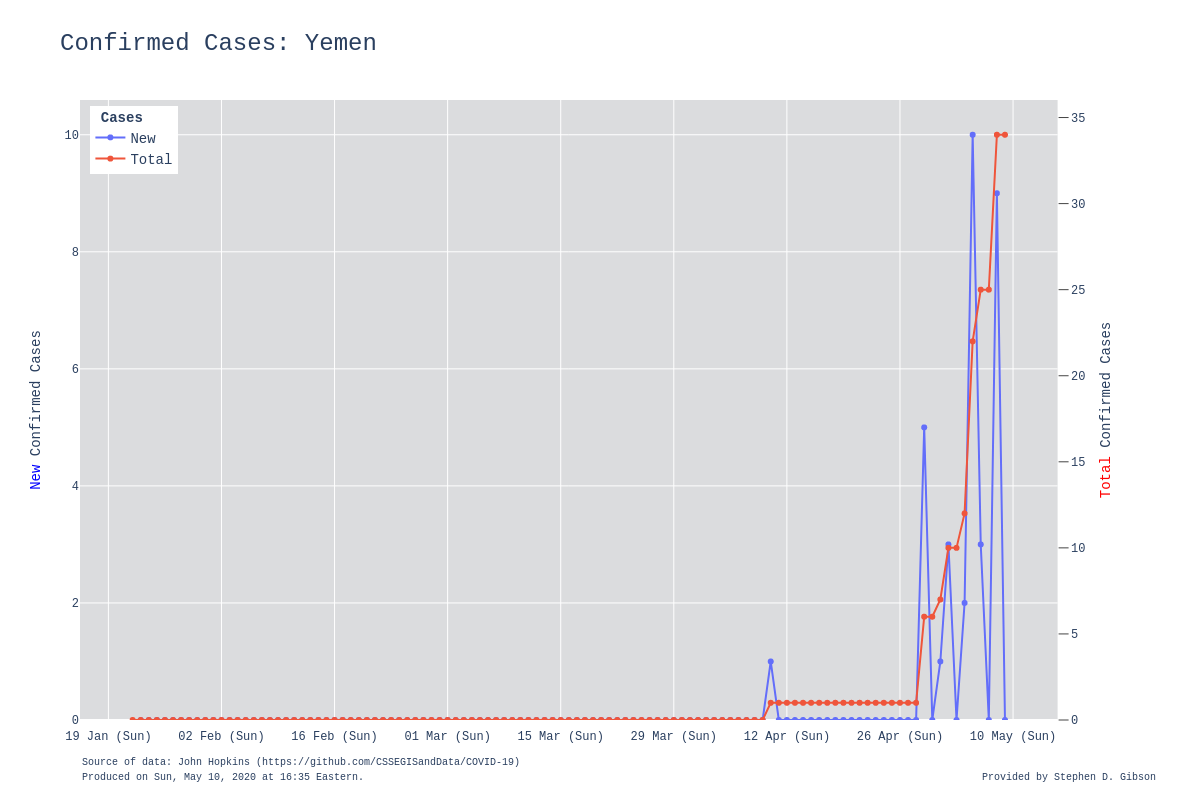 Confirmed Cases: Yemen
Cases
New
Total
10
8
6
4
2
0
New Confirmed Cases
35
30
25
20
15
10
5
0
Total Confirmed Cases
19 Jan (Sun) 02 Feb (Sun) 16 Feb (Sun) 01 Mar (Sun) 15 Mar (Sun) 29 Mar (Sun) 12 Apr (Sun) 26 Apr (Sun) 10 May (Sun)
Source of data: John Hopkins (https://github.com/CSSEGISandData/COVID-19)
Produced on Sun, May 10, 2020 at 16:35 Eastern.
Provided by Stephen D. Gibson